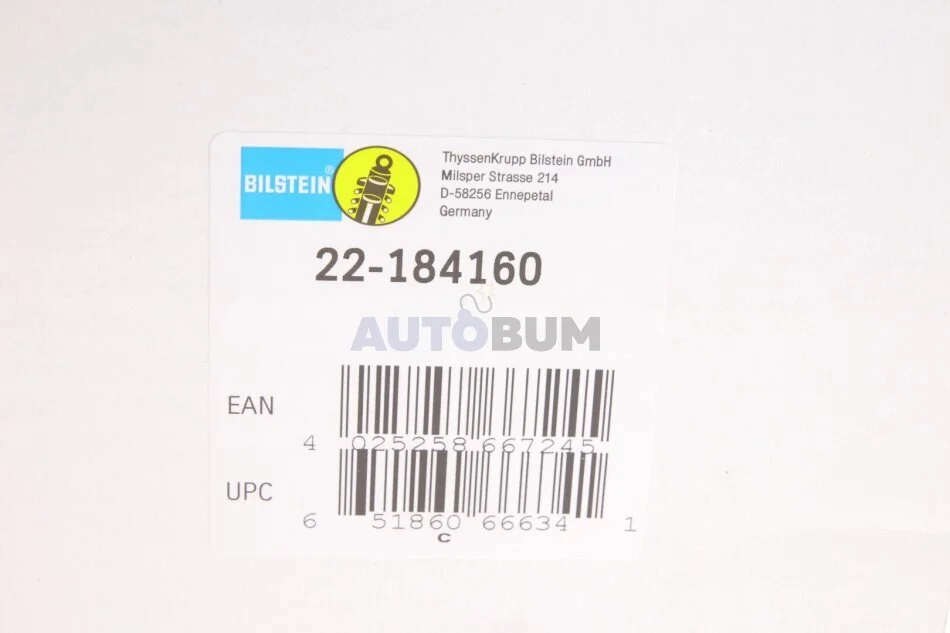 BILSTEIN®
ThyssenKrupp Bilstein GmbH
Milsper Strasse 214
D-58256 Ennepetal
Germany
22-184160
AUTOBUM
EAN
4 025258 667245
UPC
6 51860 66634 1
C